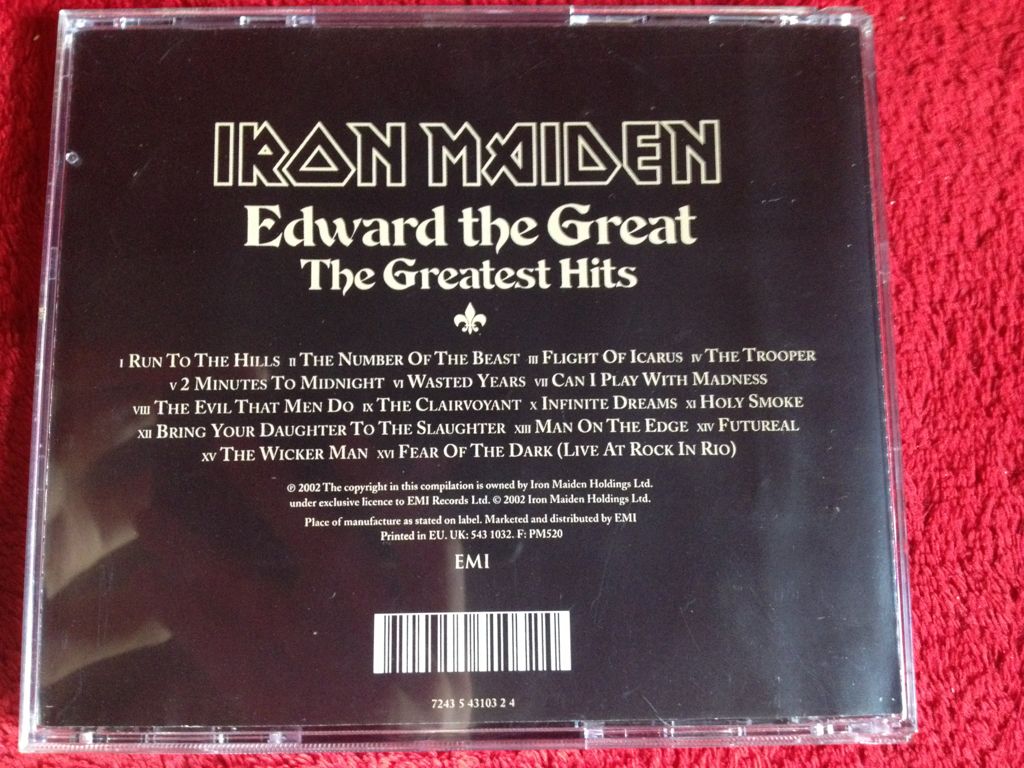 IRON MAIDEN
Edward the Great
The Greatest Hits
I RUN TO THE HILLS II THE NUMBER OF THE BEAST III FLIGHT OF ICARUS IV THE TROOPER
V 2 MINUTES TO MIDNIGHT VI WASTED YEARS VII CAN I PLAY WITH MADNESS
VIII THE EVIL THAT MEN DO IX THE CLAIRVOYANT X INFINITE DREAMS XI HOLY SMOKE
XII BRING YOUR DAUGHTER TO THE SLAUGHTER XIII MAN ON THE EDGE XIV FUTUREAL
XV THE WICKER MAN XVI FEAR OF THE DARK (LIVE AT ROCK IN RIO)
℗ 2002 The copyright in this compilation is owned by Iron Maiden Holdings Ltd.
under exclusive licence to EMI Records Ltd. © 2002 Iron Maiden Holdings Ltd.
Place of manufacture as stated on label. Marketed and distributed by EMI
Printed in EU. UK: 543 1032. F: PM520
EMI
7243 5 43103 2 4